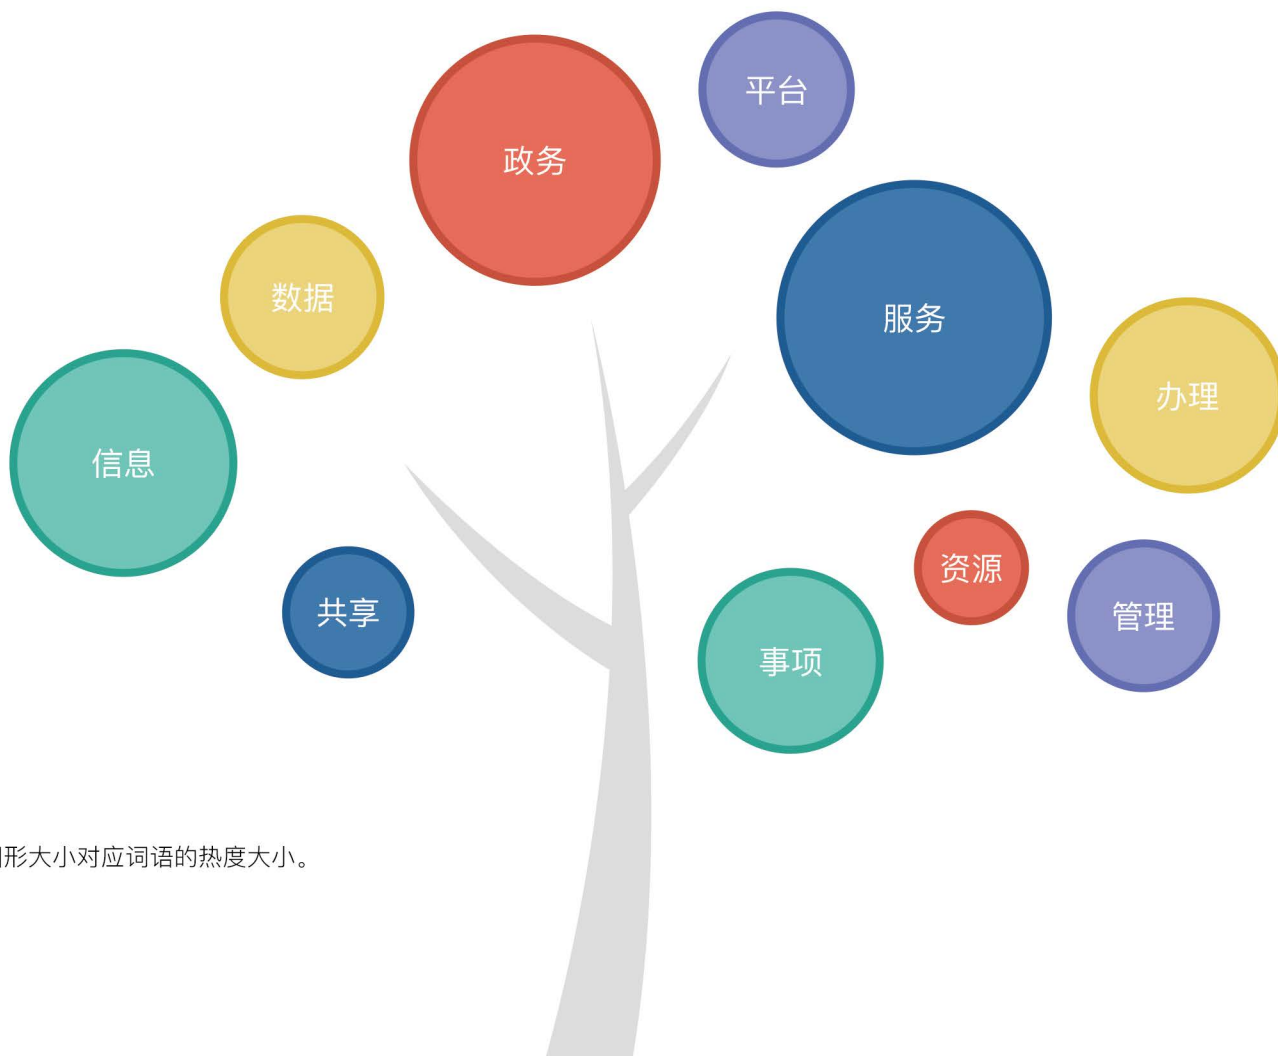 平台
政务
数据
服务
办理
信息
资源
共享
管理
事项
形大小对应词语的热度大小。